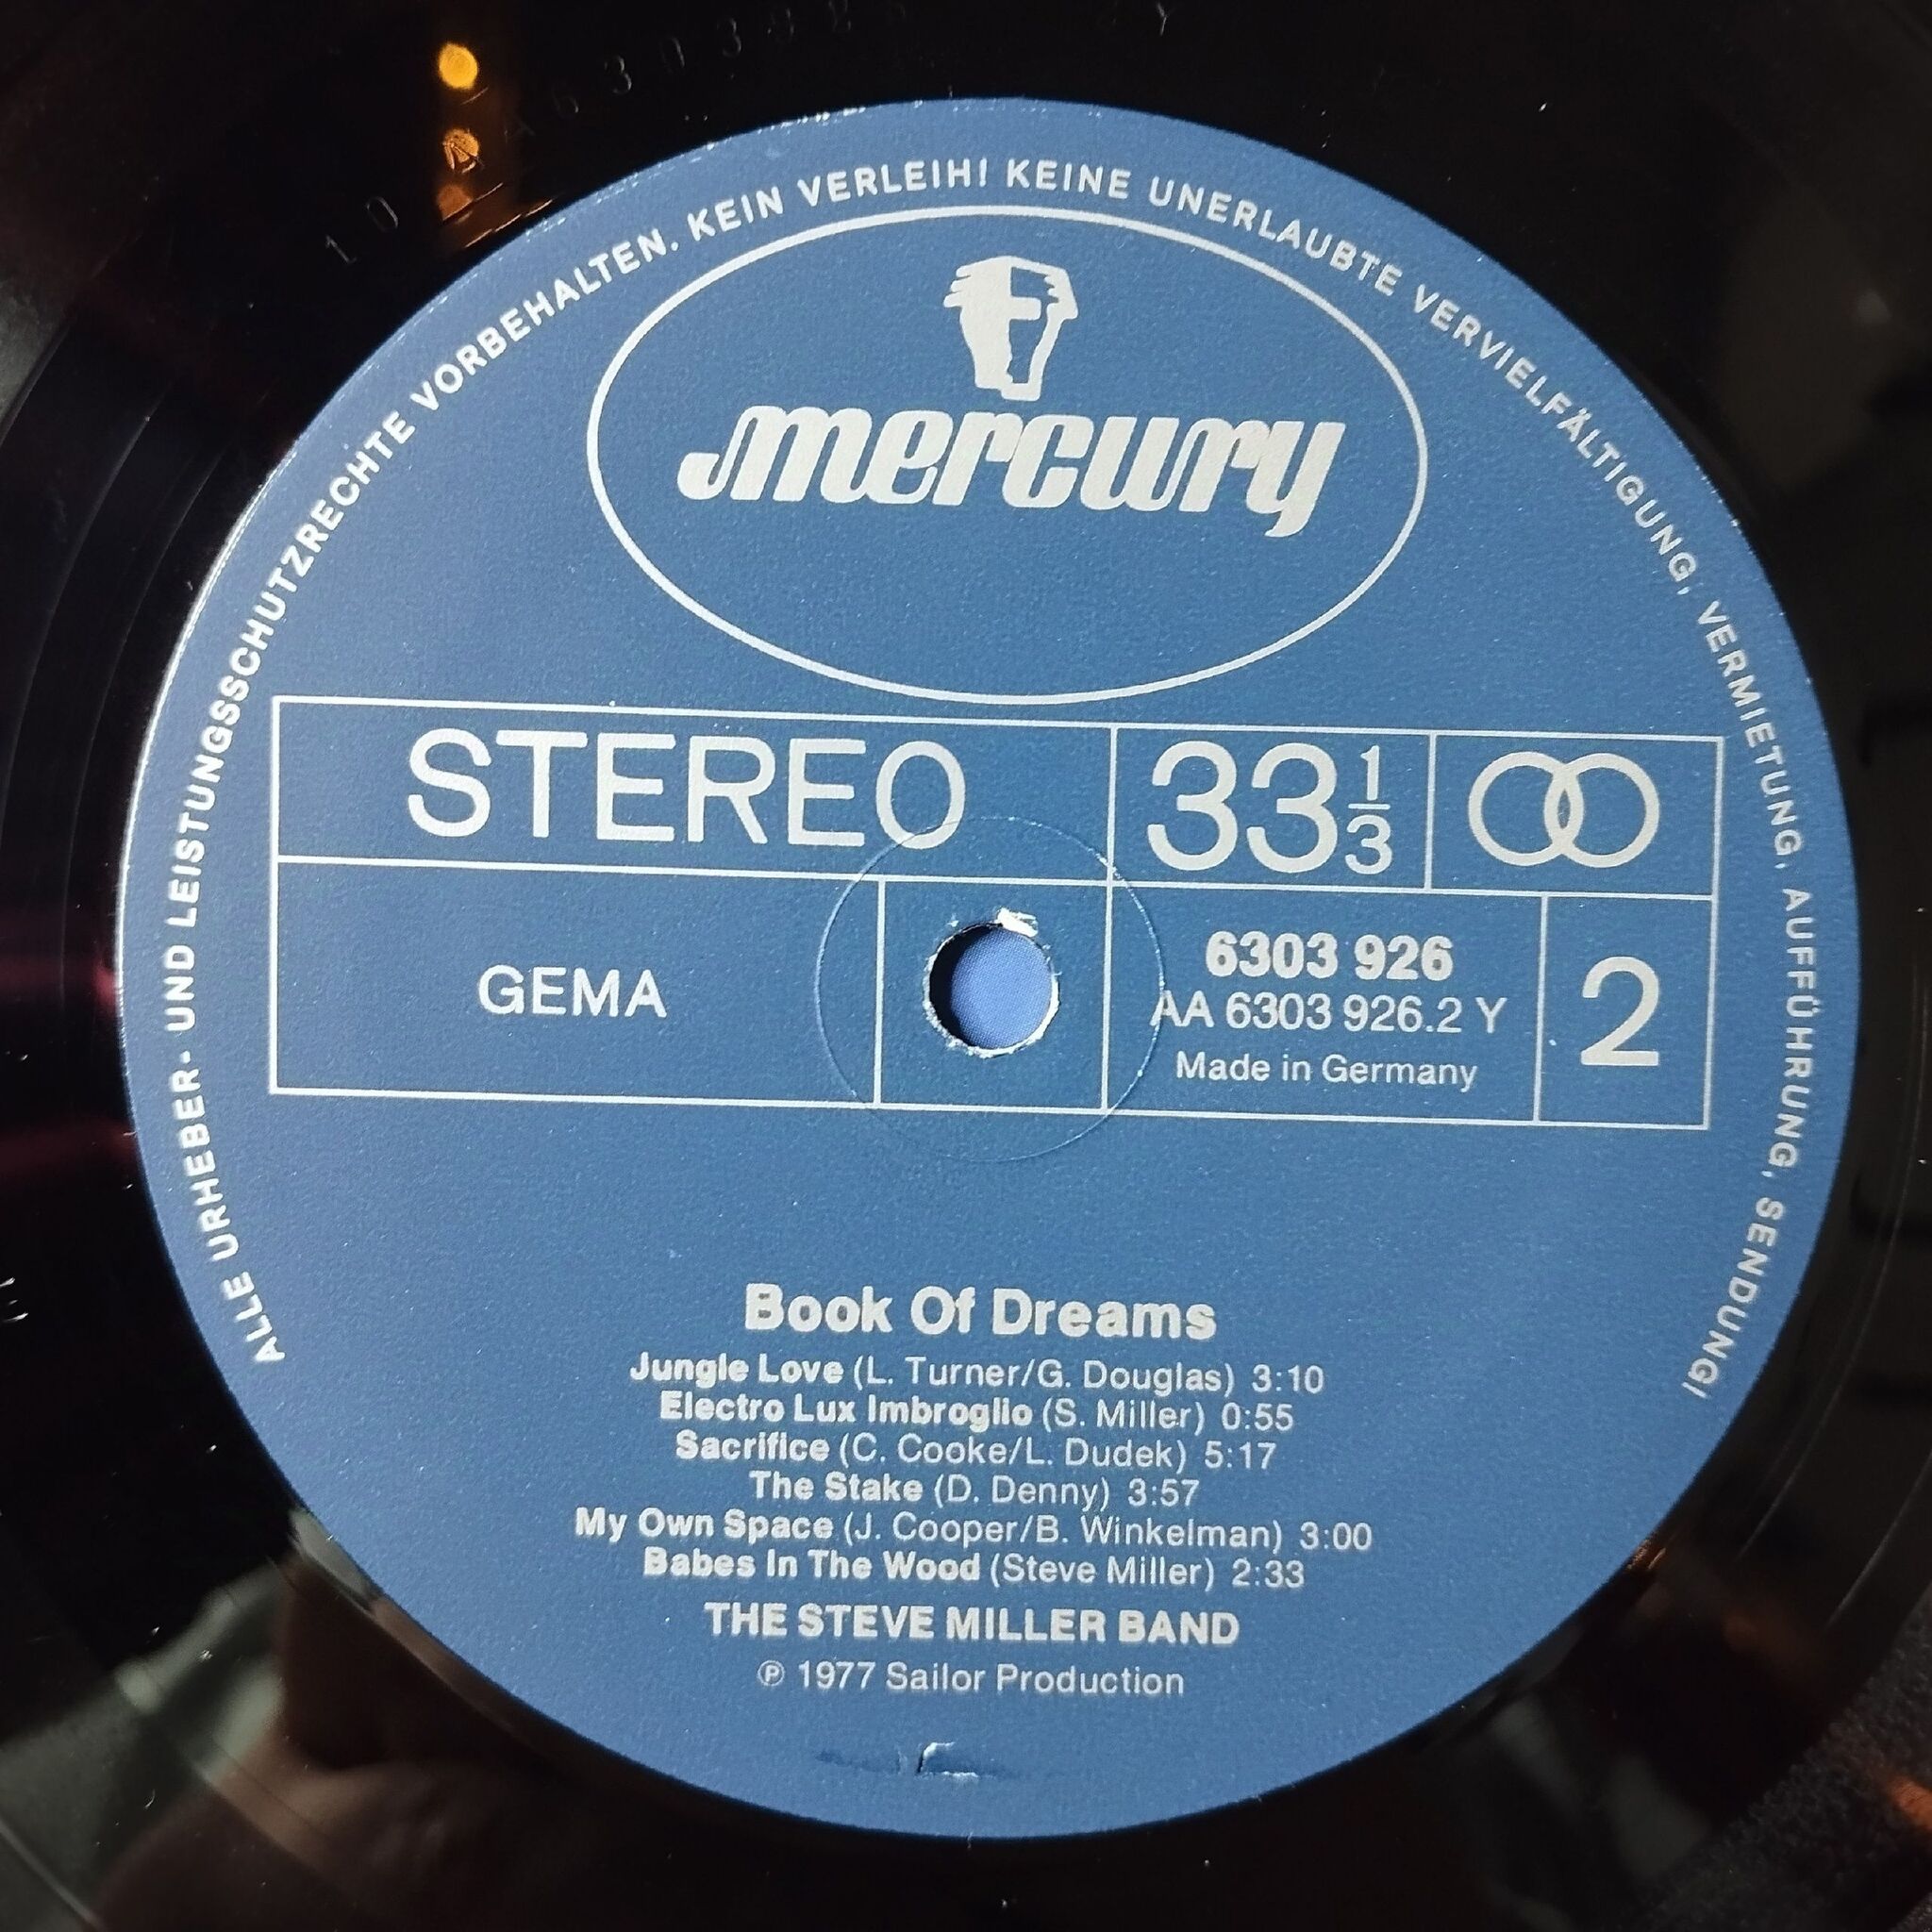 ALLE URHEBER- UND LEISTUNGSSCHUTZRECHTE VORBEHALTEN. KEIN VERLEIH! KEINE UNERLAUBTE VERVIELFÄLTIGUNG, VERMIETUNG, AUFFÜHRUNG, SENDUNG!
mercury
STEREO 33 1/3
GEMA
6303 926
AA 6303 926.2 Y
Made in Germany
2
Book Of Dreams
Jungle Love (L. Turner/G. Douglas) 3:10
Electro Lux Imbroglio (S. Miller) 0:55
Sacrifice (C. Cooke/L. Dudek) 5:17
The Stake (D. Denny) 3:57
My Own Space (J. Cooper/B. Winkelman) 3:00
Babes In The Wood (Steve Miller) 2:33
THE STEVE MILLER BAND
℗ 1977 Sailor Production